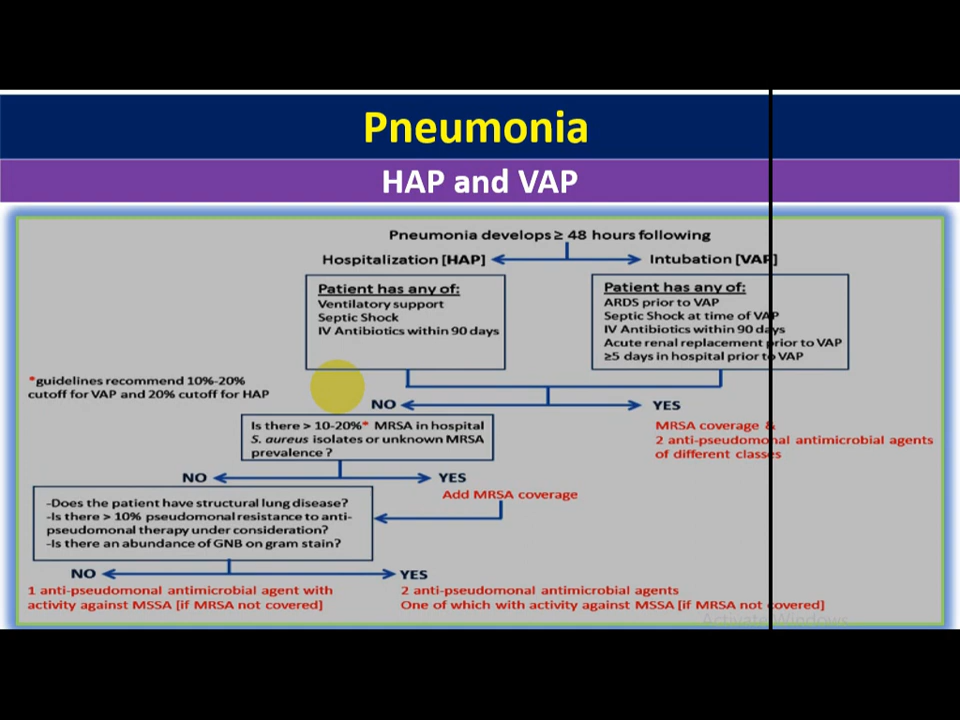 Pneumonia
HAP and VAP
Pneumonia develops ≥ 48 hours following
Hospitalization [HAP]
Intubation [VAP]
Patient has any of:
Ventilatory support
Septic Shock
IV Antibiotics within 90 days
Patient has any of:
ARDS prior to VAP
Septic Shock at time of VAP
IV Antibiotics within 90 days
Acute renal replacement prior to VAP
≥5 days in hospital prior to VAP
*guidelines recommend 10%-20%
cutoff for VAP and 20% cutoff for HAP
NO
YES
MRSA coverage &
2 anti-pseudomonal antimicrobial agents
of different classes
Is there > 10-20%* MRSA in hospital
S. aureus isolates or unknown MRSA
prevalence ?
NO
YES
Add MRSA coverage
-Does the patient have structural lung disease?
-Is there > 10% pseudomonal resistance to anti-
pseudomonal therapy under consideration?
-Is there an abundance of GNB on gram stain?
NO
YES
1 anti-pseudomonal antimicrobial agent with
activity against MSSA [if MRSA not covered]
2 anti-pseudomonal antimicrobial agents
One of which with activity against MSSA [if MRSA not covered]
Activate Windows